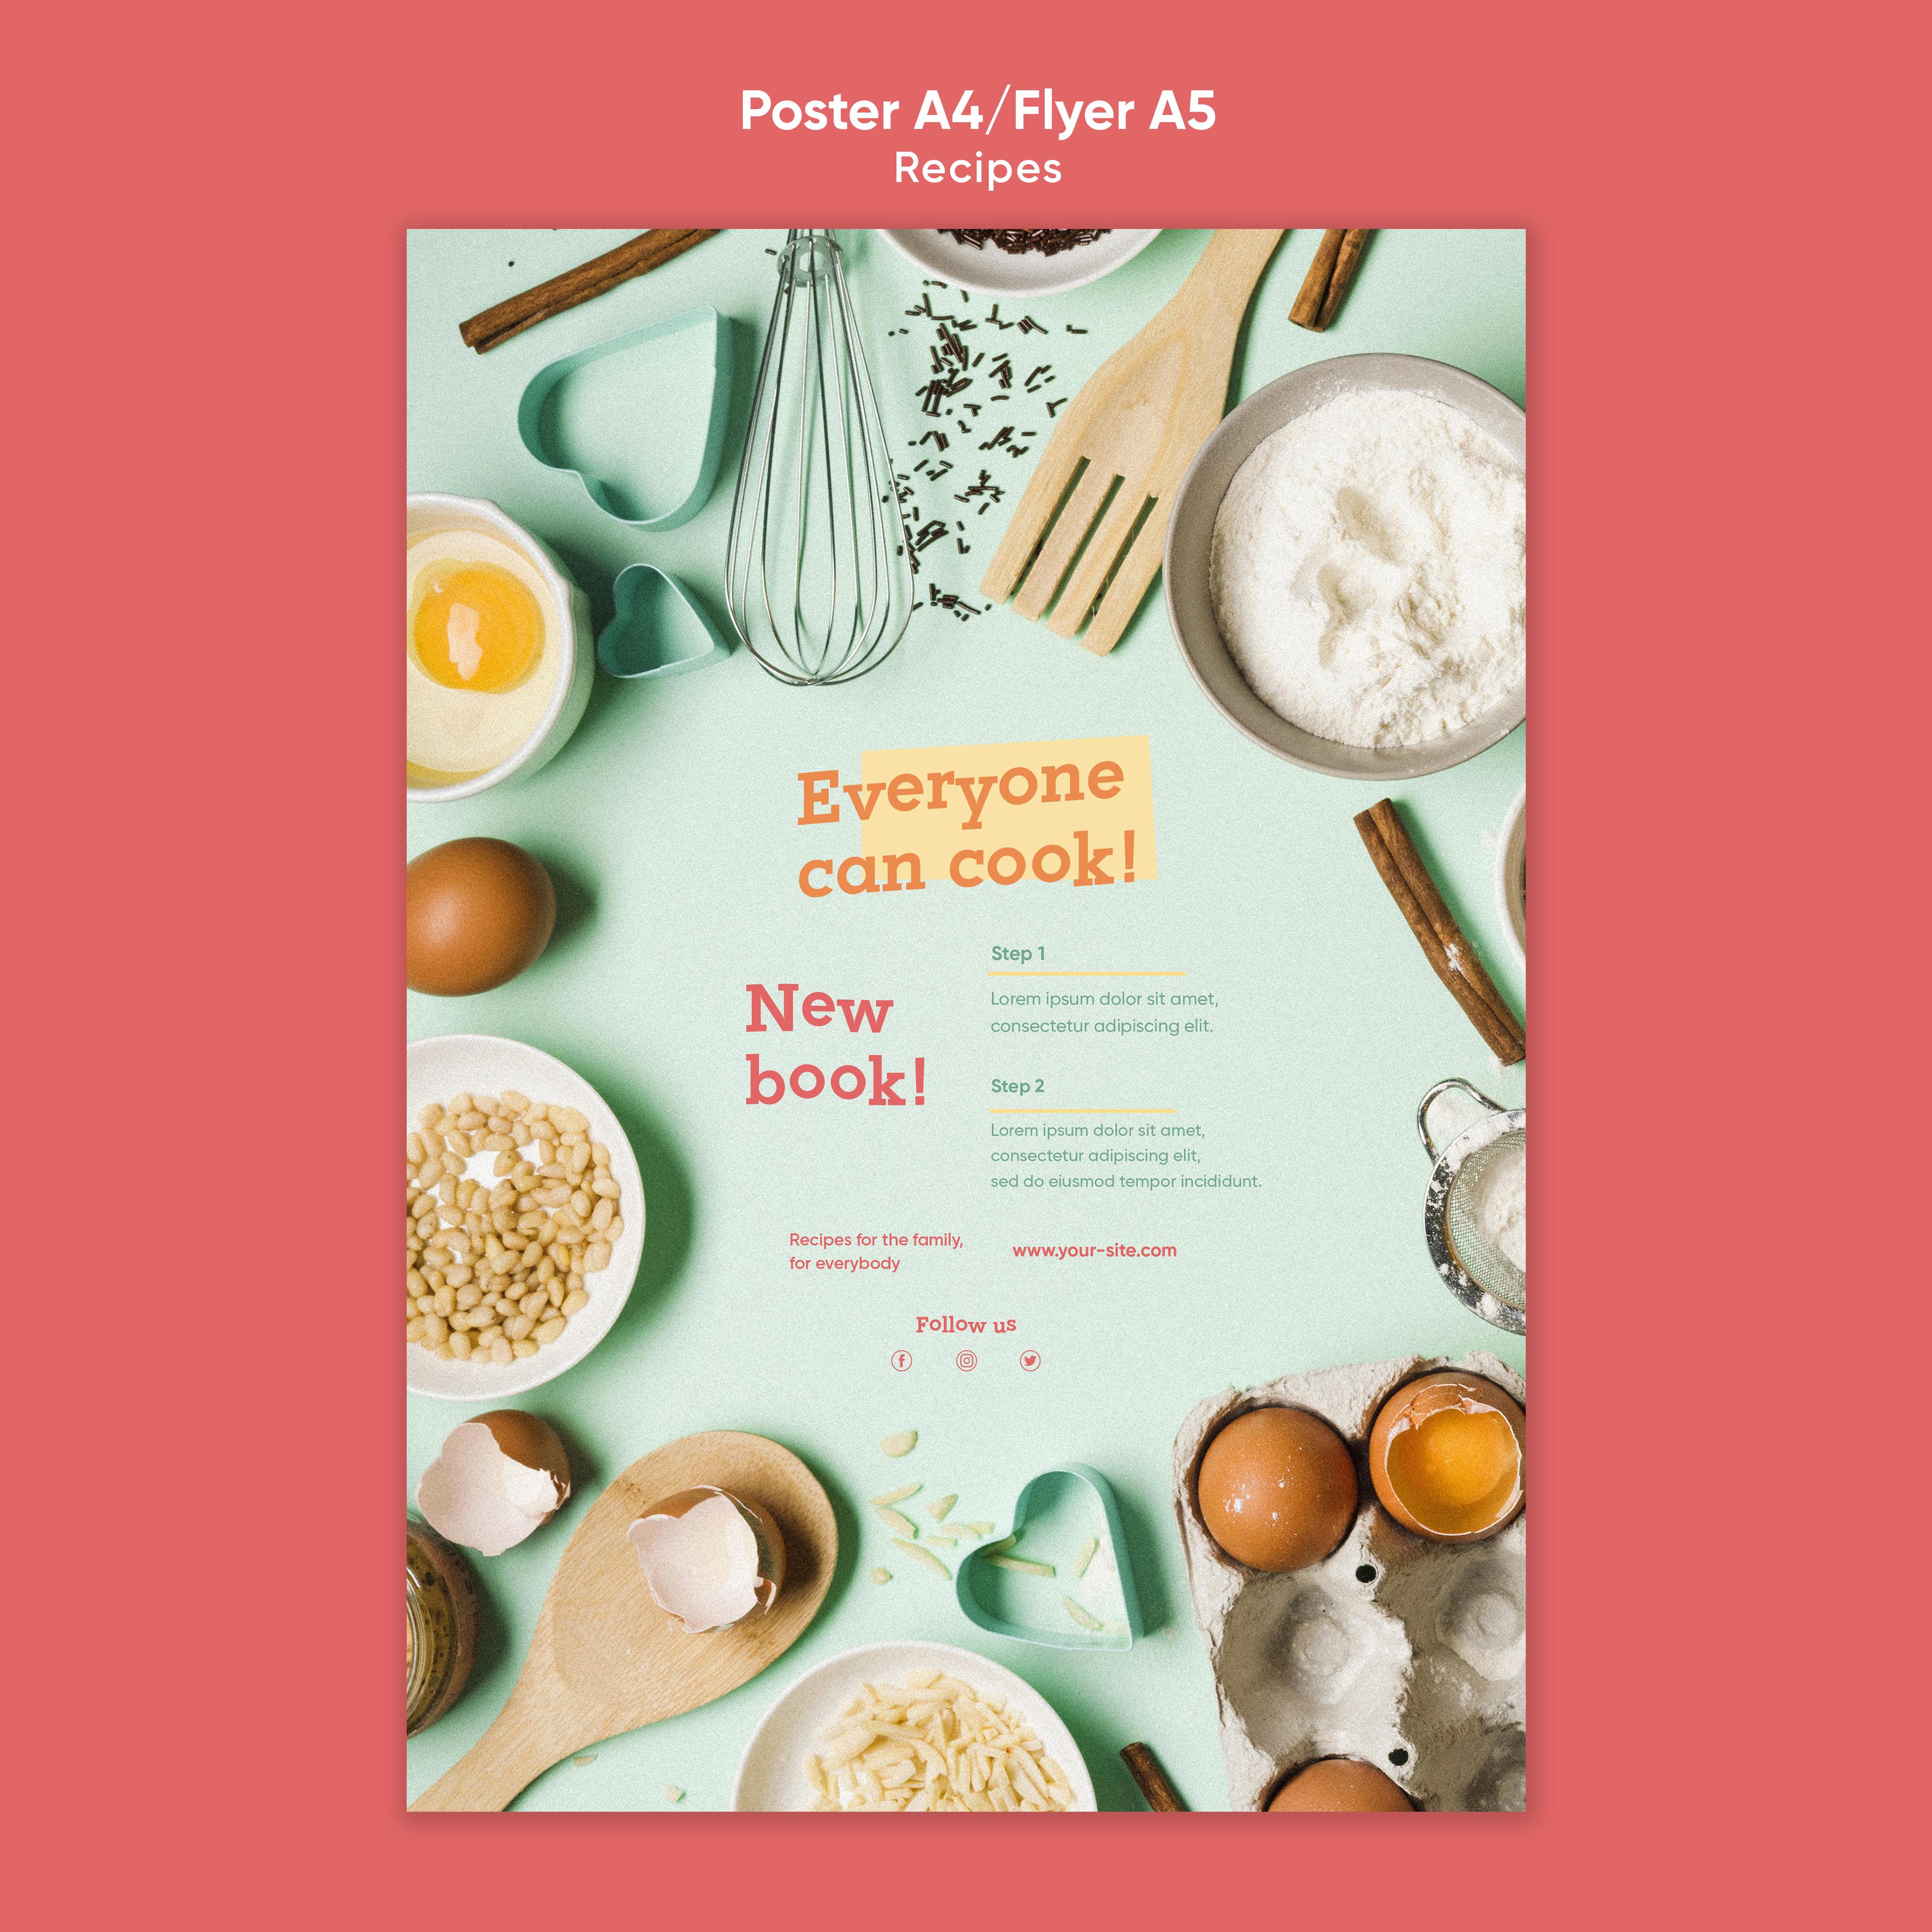 Poster A4/Flyer A5
Recipes
Everyone
can cook!
New
book!
Step 1
Lorem ipsum dolor sit amet,
consectetur adipiscing elit.
Step 2
Lorem ipsum dolor sit amet,
consectetur adipiscing elit,
sed do eiusmod tempor incididunt.
Recipes for the family,
for everybody
www.your-site.com
Follow us